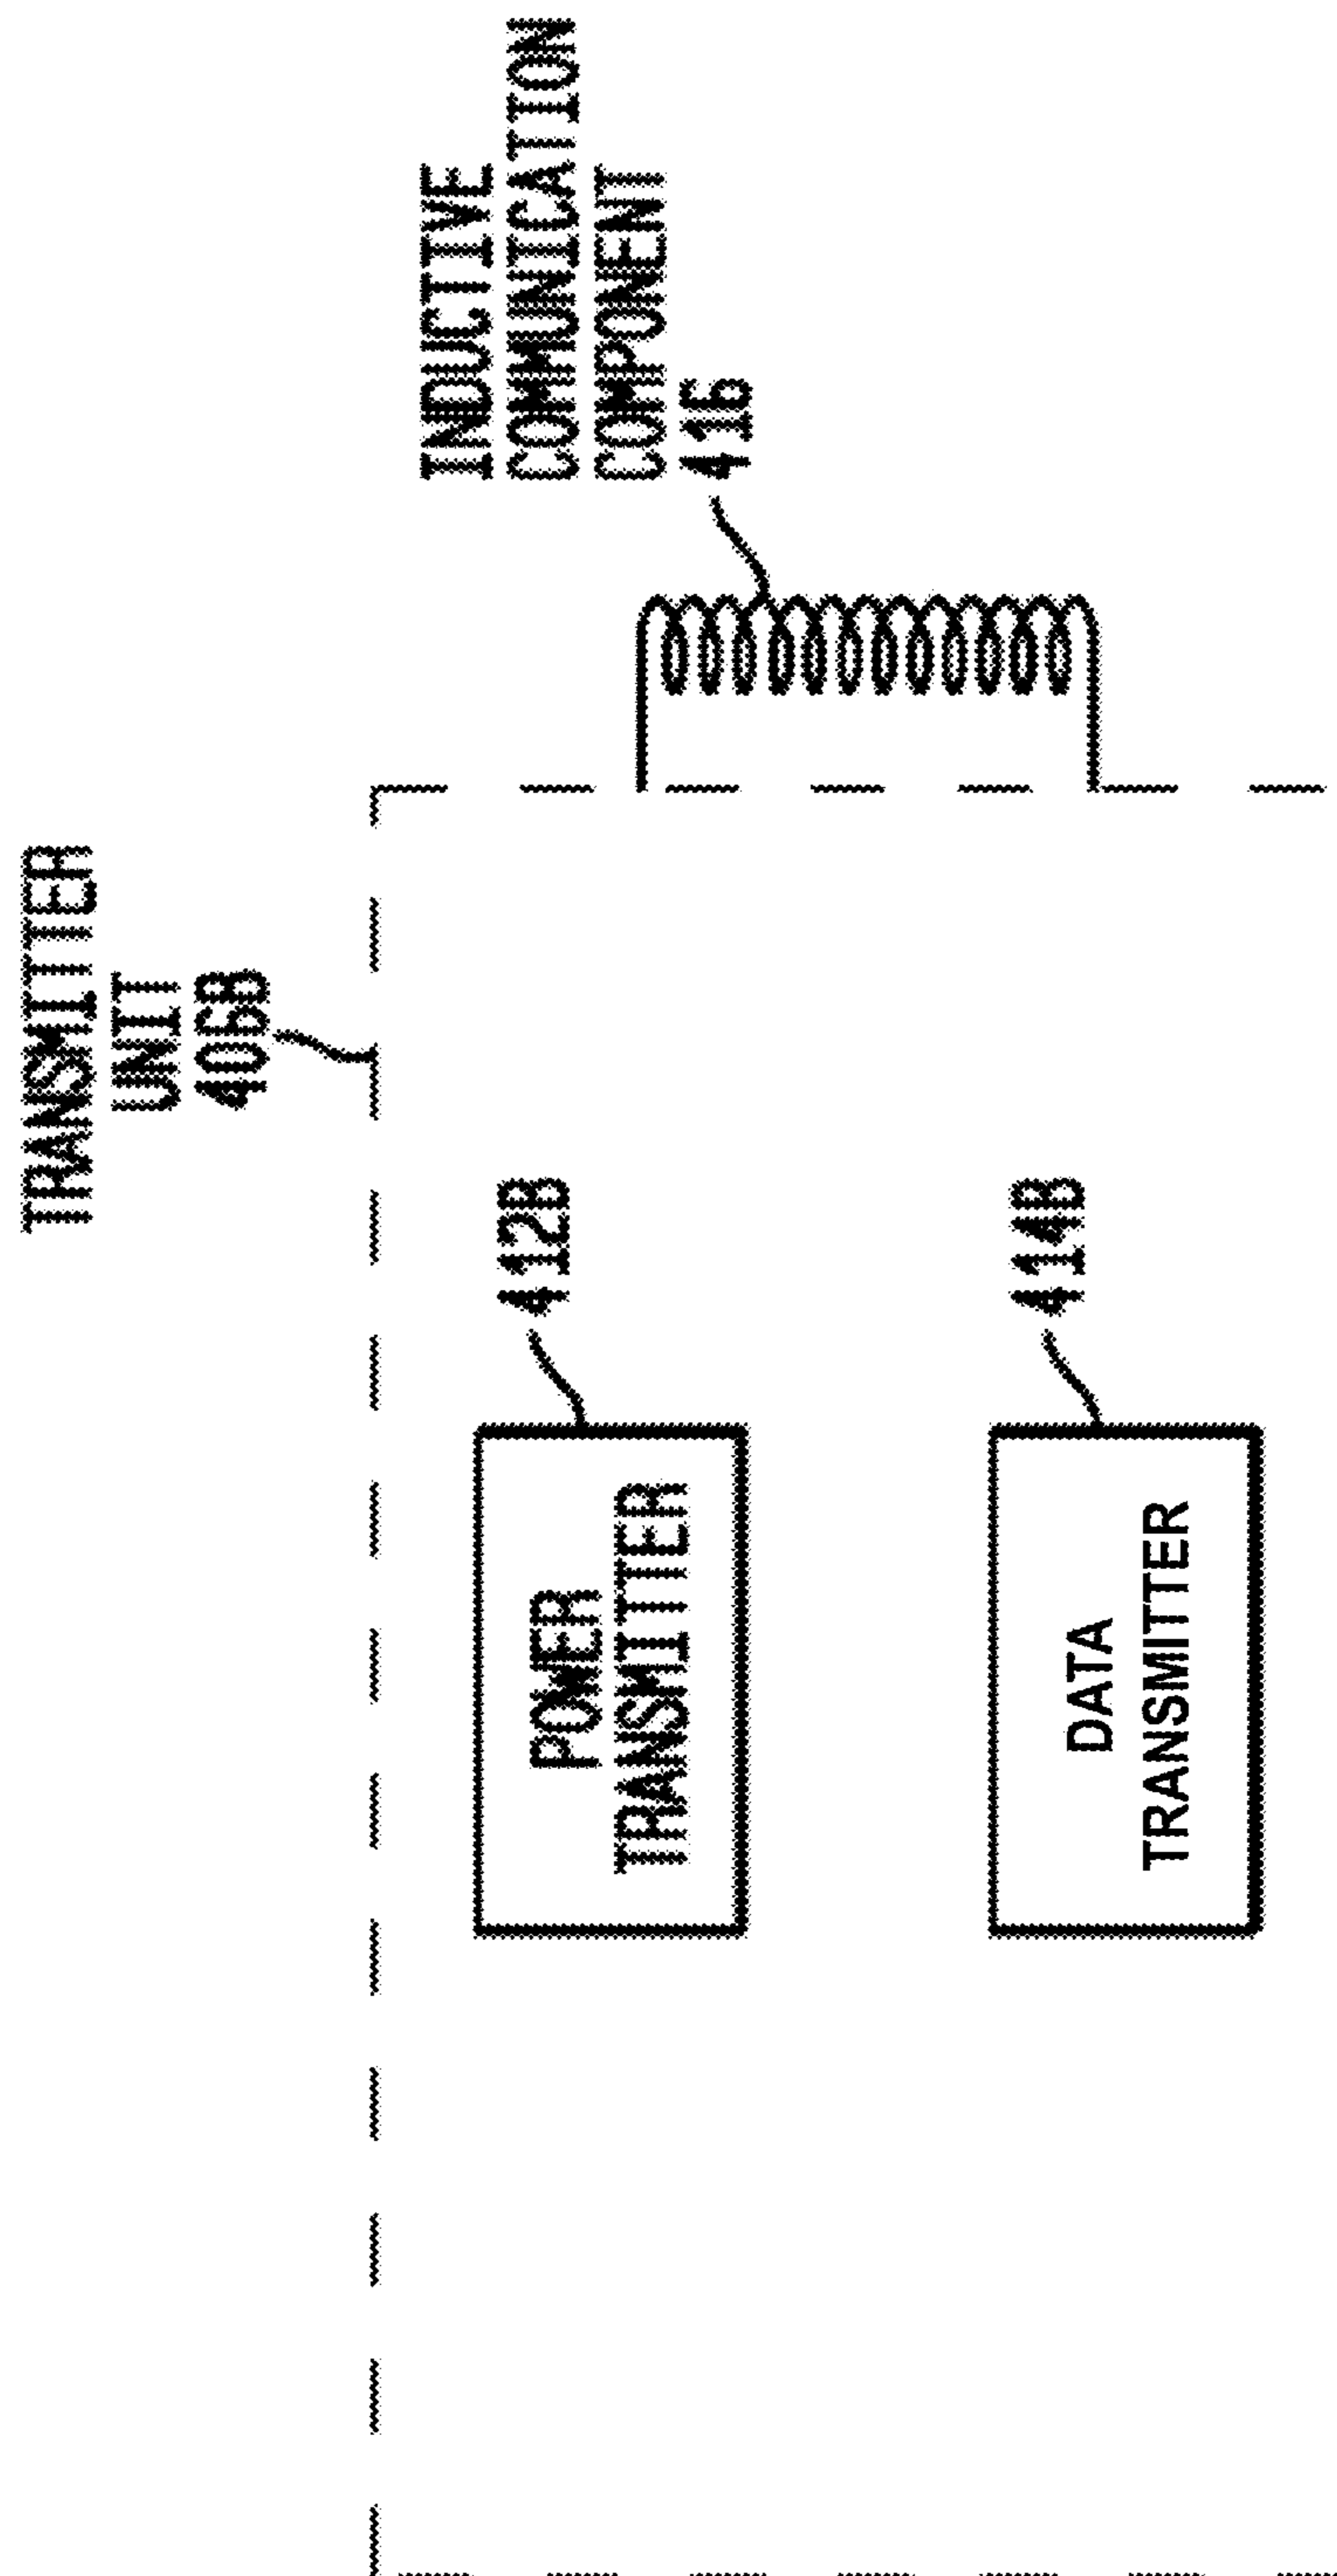 TRANSMITTER
UNIT
406B
INDUCTIVE
COMMUNICATION
COMPONENT
416
412B
POWER
TRANSMITTER
414B
DATA
TRANSMITTER